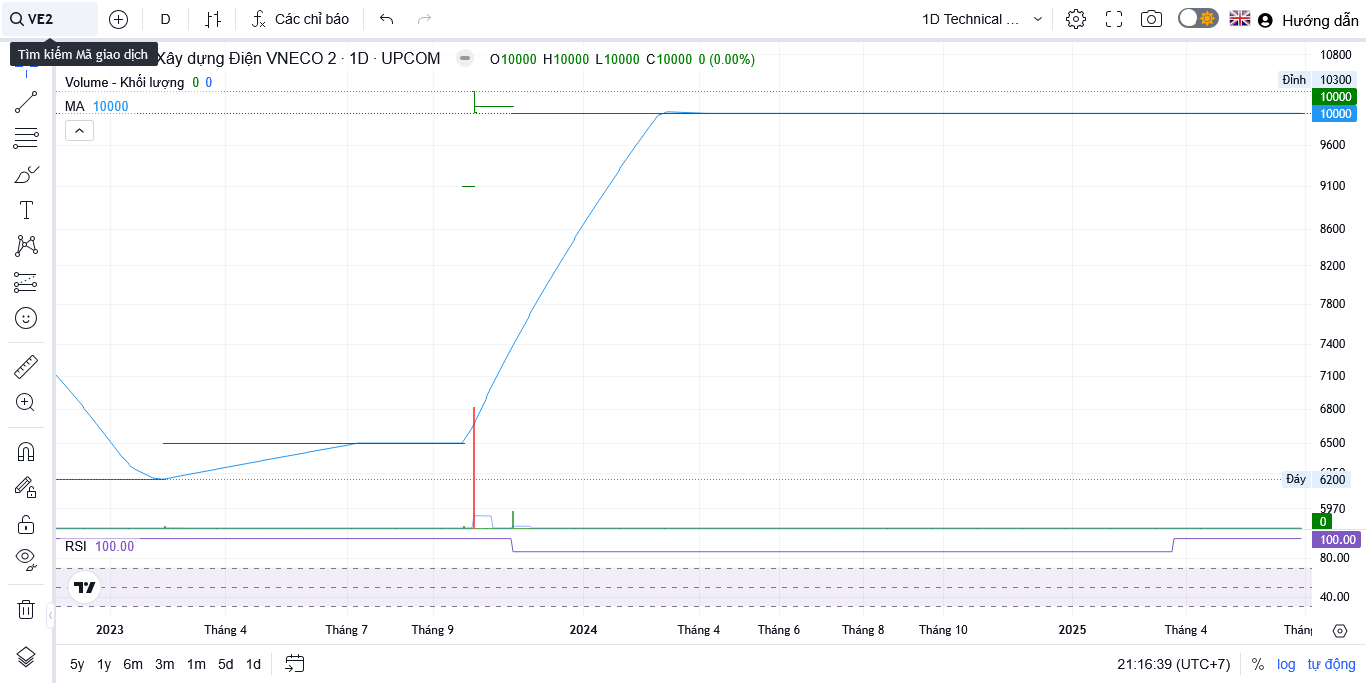 VE2
D
Các chỉ báo
1D Technical ...
Hướng dẫn
Tìm kiếm Mã giao dịch
Xây dựng Điện VNECO 2 · 1D · UPCOM
O10000 H10000 L10000 C10000 0 (0.00%)
Volume - Khối lượng 0 0
MA 10000
10800
Đỉnh 10300
10000
10000
9600
9100
8600
8200
7800
7400
7100
6800
6500
Đáy 6200
5970
0
RSI 100.00
100.00
80.00
40.00
2023
Tháng 4
Tháng 7
Tháng 9
2024
Tháng 4
Tháng 6
Tháng 8
Tháng 10
2025
Tháng 4
5y 1y 6m 3m 1m 5d 1d
21:16:39 (UTC+7)
% log tự động